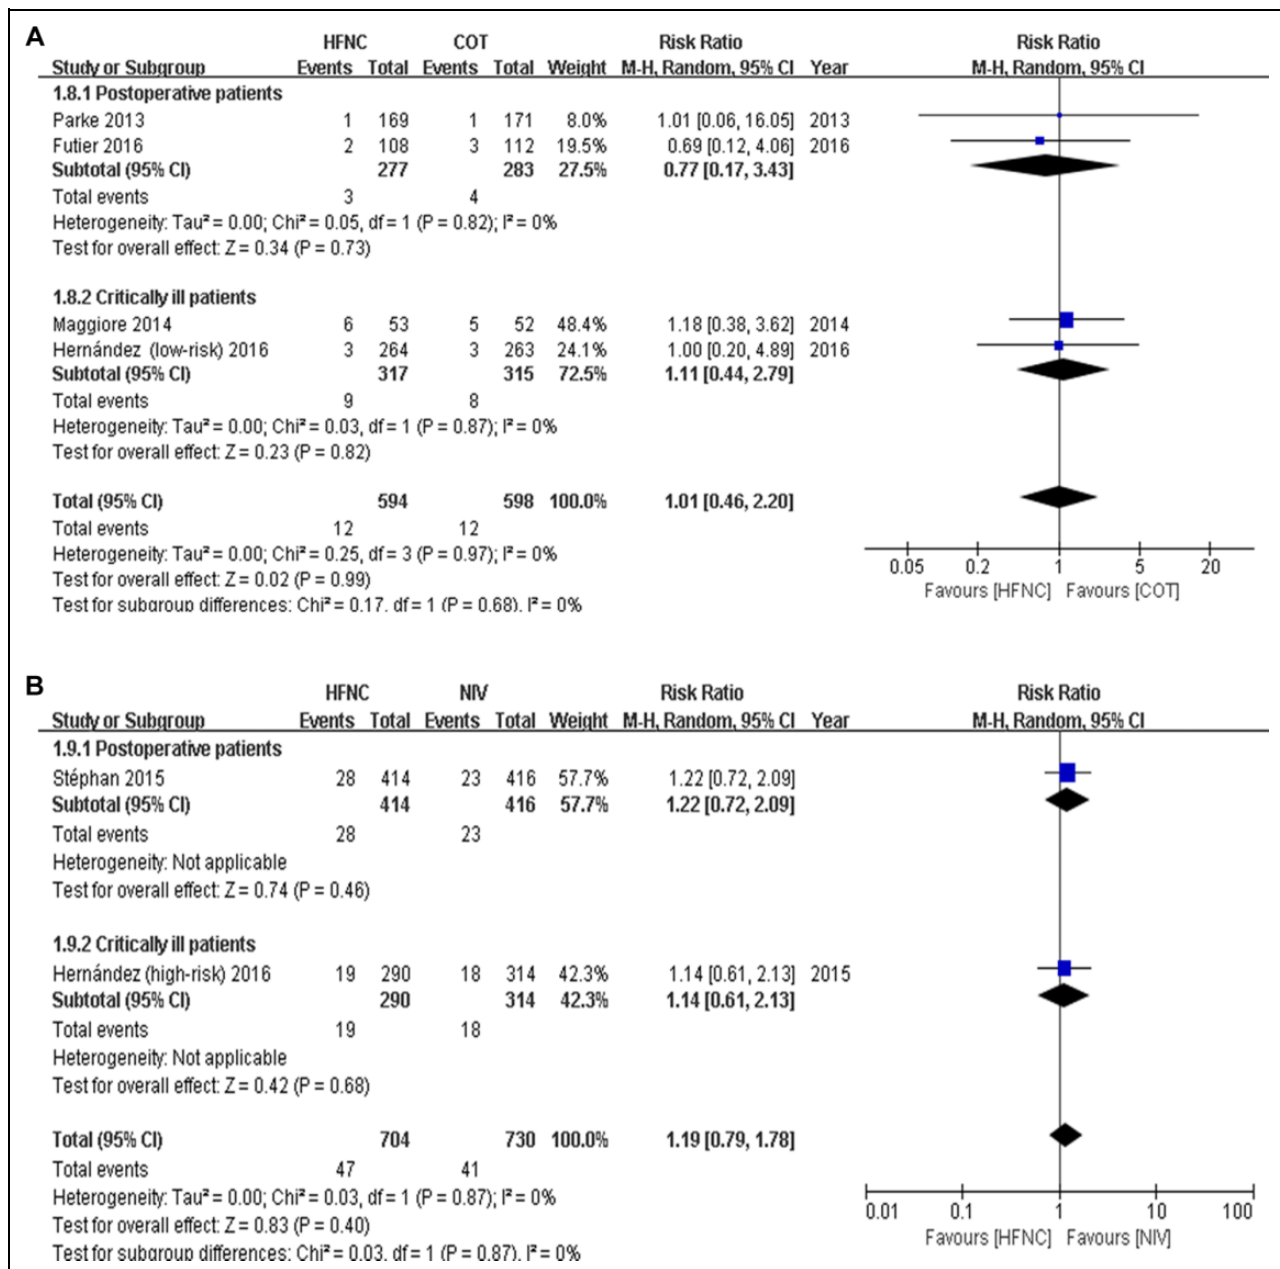 A
HFNC COT Risk Ratio Risk Ratio
Study or Subgroup Events Total Events Total Weight M-H, Random, 95% CI Year M-H, Random, 95% CI
1.8.1 Postoperative patients
Parke 2013 1 169 1 171 8.0% 1.01 [0.06, 16.05] 2013
Futier 2016 2 108 3 112 19.5% 0.69 [0.12, 4.06] 2016
Subtotal (95% CI) 277 283 27.5% 0.77 [0.17, 3.43]
Total events 3 4
Heterogeneity: Tau² = 0.00; Chi² = 0.05, df = 1 (P = 0.82); I² = 0%
Test for overall effect: Z = 0.34 (P = 0.73)
1.8.2 Critically ill patients
Maggiore 2014 6 53 5 52 48.4% 1.18 [0.38, 3.62] 2014
Hernández (low-risk) 2016 3 264 3 263 24.1% 1.00 [0.20, 4.89] 2016
Subtotal (95% CI) 317 315 72.5% 1.11 [0.44, 2.79]
Total events 9 8
Heterogeneity: Tau² = 0.00; Chi² = 0.03, df = 1 (P = 0.87); I² = 0%
Test for overall effect: Z = 0.23 (P = 0.82)
Total (95% CI) 594 598 100.0% 1.01 [0.46, 2.20]
Total events 12 12
Heterogeneity: Tau² = 0.00; Chi² = 0.25, df = 3 (P = 0.97); I² = 0%
Test for overall effect: Z = 0.02 (P = 0.99)
Test for subgroup differences: Chi² = 0.17, df = 1 (P = 0.68), I² = 0%
0.05 0.2 1 5 20
Favours [HFNC] Favours [COT]
B
HFNC NIV Risk Ratio Risk Ratio
Study or Subgroup Events Total Events Total Weight M-H, Random, 95% CI Year M-H, Random, 95% CI
1.9.1 Postoperative patients
Stéphan 2015 28 414 23 416 57.7% 1.22 [0.72, 2.09]
Subtotal (95% CI) 414 416 57.7% 1.22 [0.72, 2.09]
Total events 28 23
Heterogeneity: Not applicable
Test for overall effect: Z = 0.74 (P = 0.46)
1.9.2 Critically ill patients
Hernández (high-risk) 2016 19 290 18 314 42.3% 1.14 [0.61, 2.13] 2015
Subtotal (95% CI) 290 314 42.3% 1.14 [0.61, 2.13]
Total events 19 18
Heterogeneity: Not applicable
Test for overall effect: Z = 0.42 (P = 0.68)
Total (95% CI) 704 730 100.0% 1.19 [0.79, 1.78]
Total events 47 41
Heterogeneity: Tau² = 0.00; Chi² = 0.03, df = 1 (P = 0.87); I² = 0%
Test for overall effect: Z = 0.83 (P = 0.40)
Test for subgroup differences: Chi² = 0.03, df = 1 (P = 0.87), I² = 0%
0.01 0.1 1 10 100
Favours [HFNC] Favours [NIV]